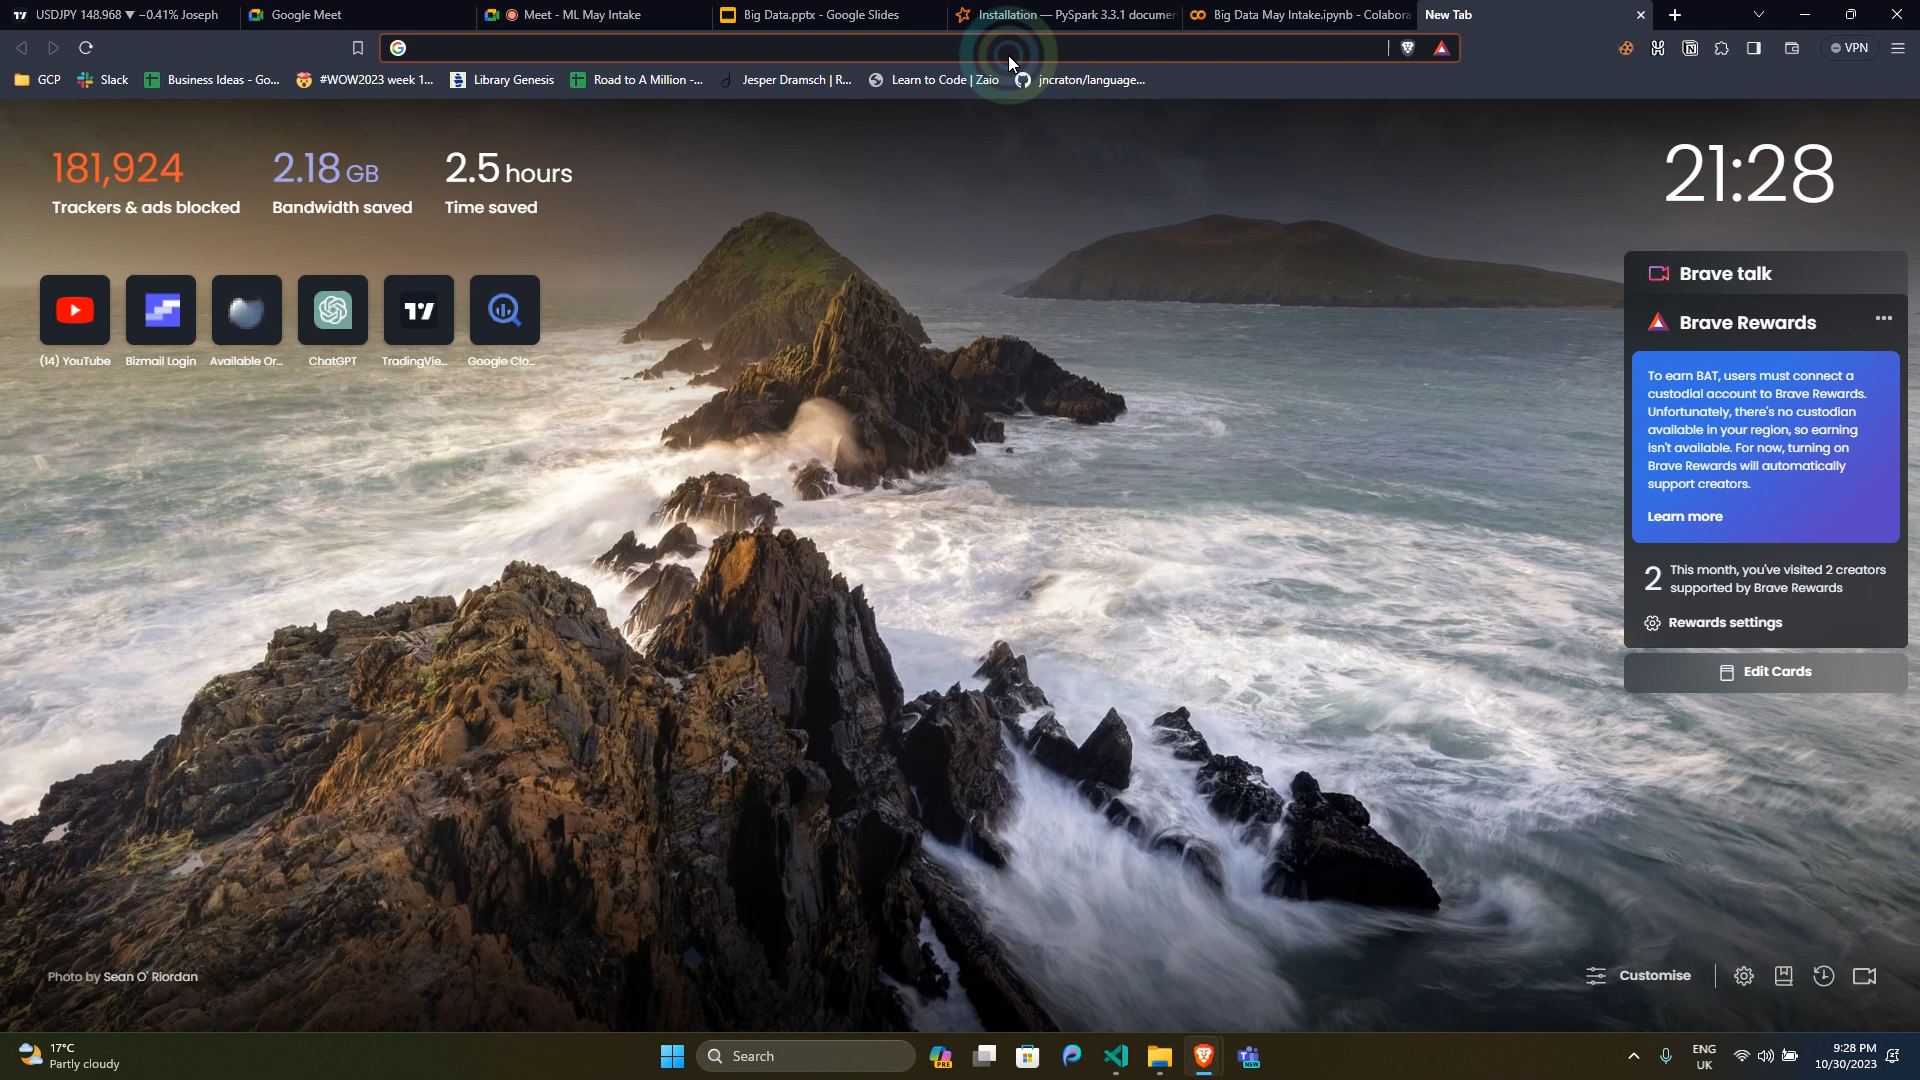 USDJPY 148.968 ▼ −0.41% Joseph
Google Meet
Meet - ML May Intake
Big Data.pptx - Google Slides
Installation — PySpark 3.3.1 documen
Big Data May Intake.ipynb - Colabora
New Tab
VPN
GCP
Slack
Business Ideas - Go...
#WOW2023 week 1...
Library Genesis
Road to A Million -...
Jesper Dramsch | R...
Learn to Code | Zaio
jncraton/language...
181,924
Trackers & ads blocked
2.18 GB
Bandwidth saved
2.5 hours
Time saved
21:28
(14) YouTube
Bizmail Login
Available Or...
ChatGPT
TradingVie...
Google Clo...
Brave talk
Brave Rewards
To earn BAT, users must connect a
custodial account to Brave Rewards.
Unfortunately, there's no custodian
available in your region, so earning
isn't available. For now, turning on
Brave Rewards will automatically
support creators.
Learn more
2
This month, you've visited 2 creators
supported by Brave Rewards
Rewards settings
Edit Cards
Photo by Sean O' Riordan
Customise
17°C
Partly cloudy
Search
PRE
NEW
ENG
UK
9:28 PM
10/30/2023